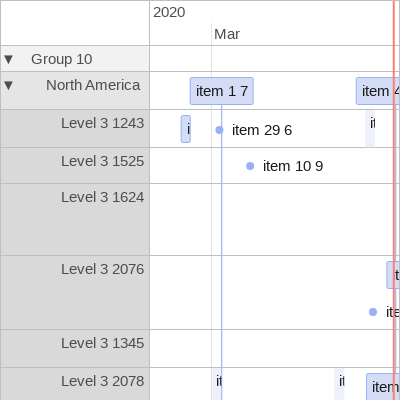 2020
Mar
▼ Group 10
▼ North America
item 1 7
item 4
Level 3 1243
item 29 6
Level 3 1525
item 10 9
Level 3 1624
Level 3 2076
Level 3 1345
Level 3 2078
item